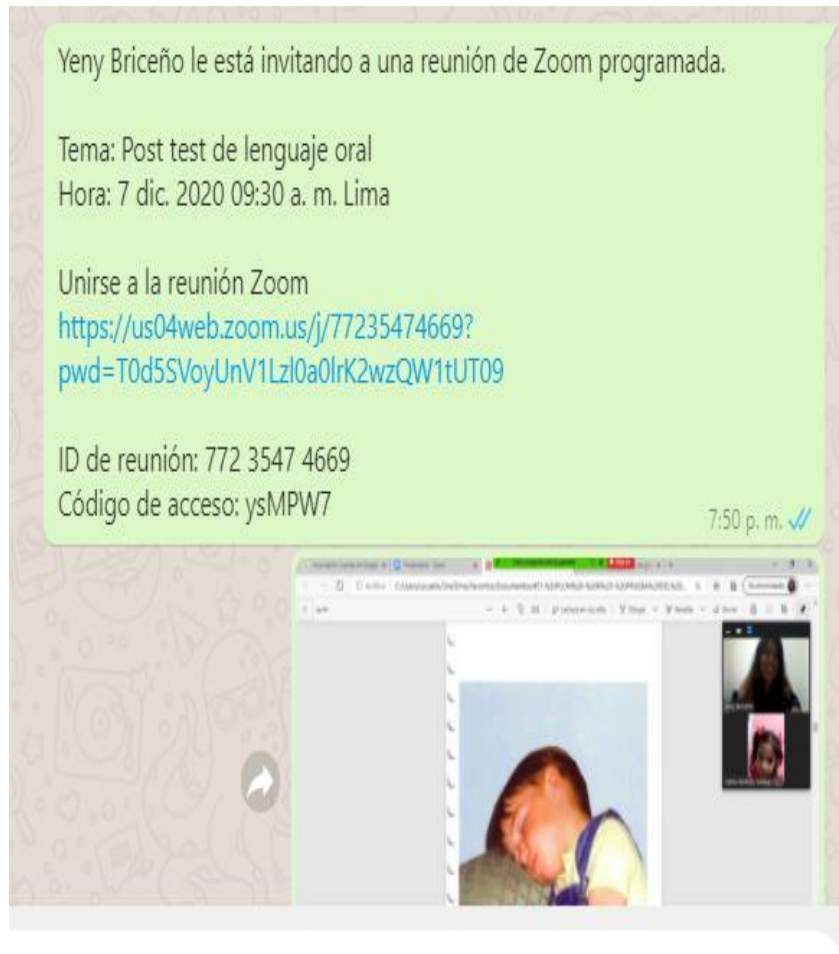 Yeny Briceño le está invitando a una reunión de Zoom programada.
Tema: Post test de lenguaje oral
Hora: 7 dic. 2020 09:30 a. m. Lima
Unirse a la reunión Zoom
https://us04web.zoom.us/j/77235474669?
pwd=T0d5SVoyUnV1Lzl0a0lrK2wzQW1tUT09
ID de reunión: 772 3547 4669
Código de acceso: ysMPW7
7:50 p. m.